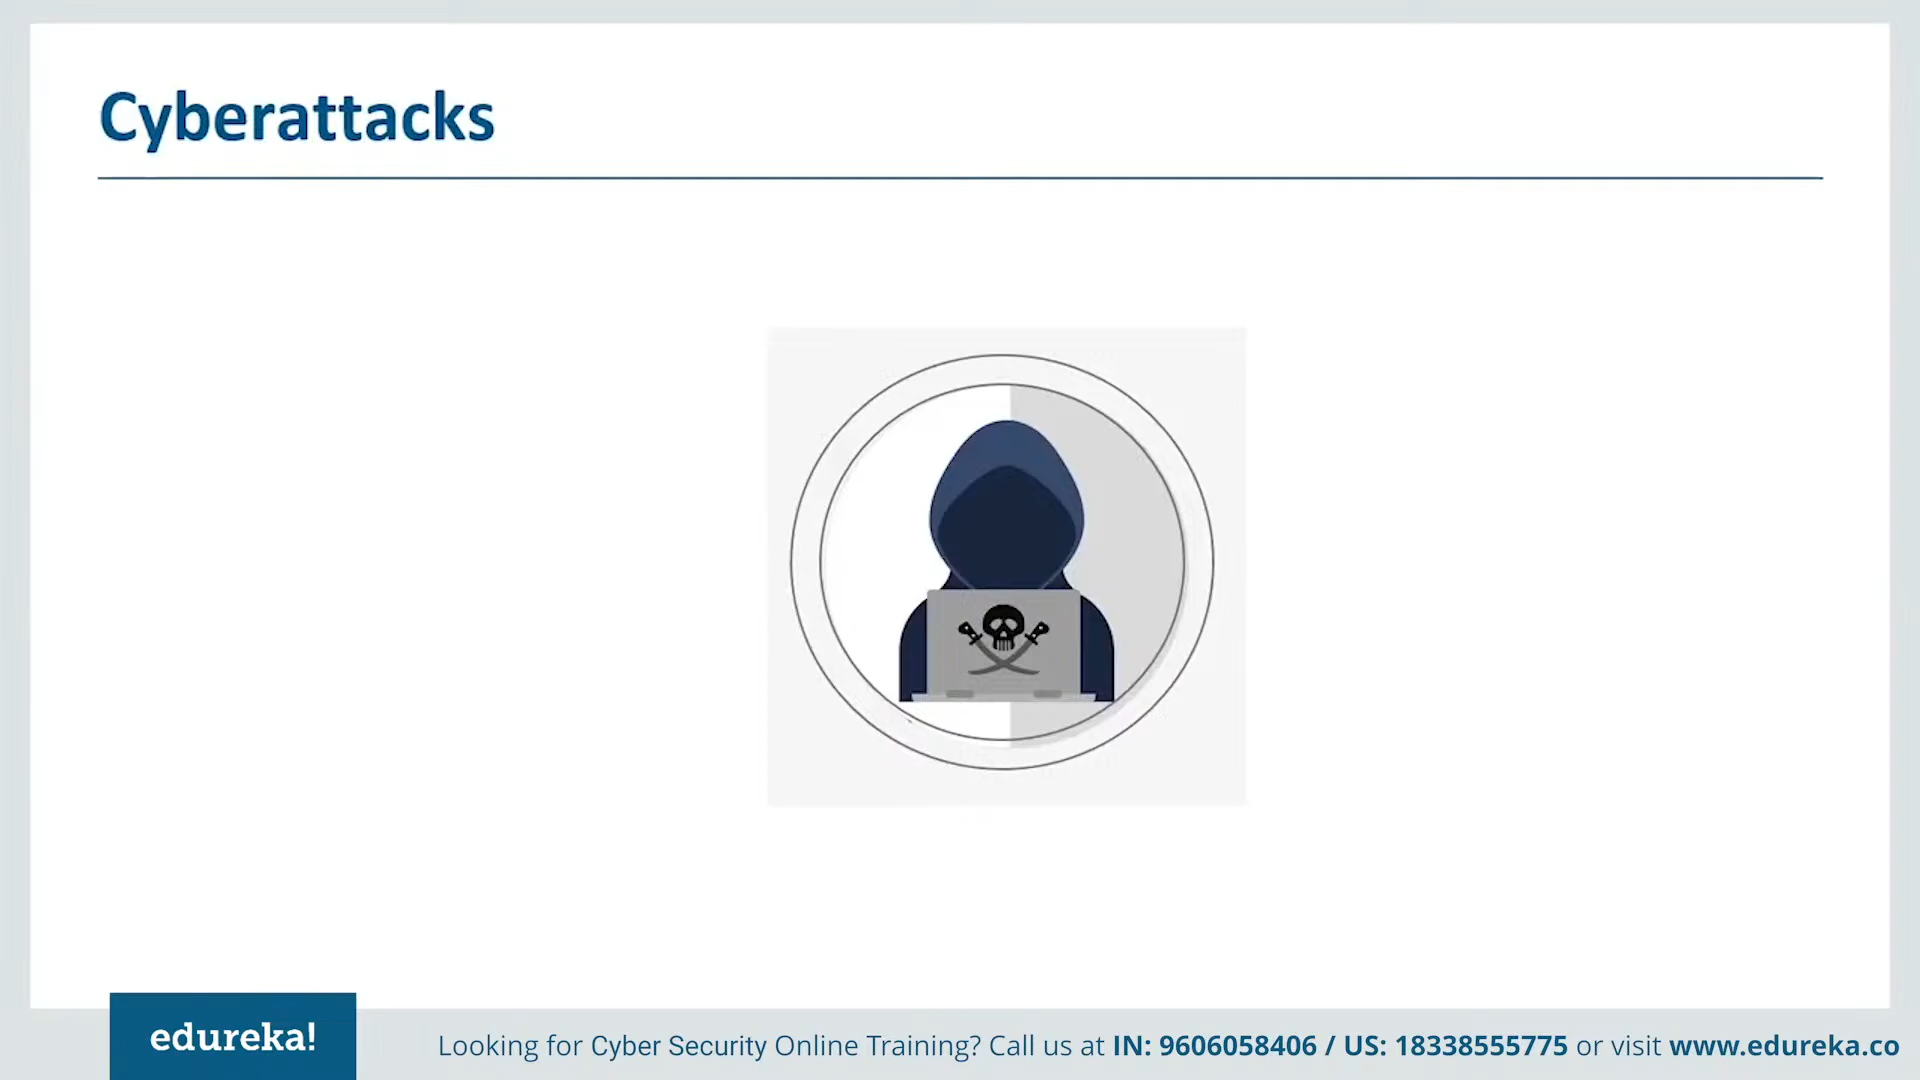 Cyberattacks
edureka!
Looking for Cyber Security Online Training? Call us at IN: 9606058406 / US: 18338555775 or visit www.edureka.co